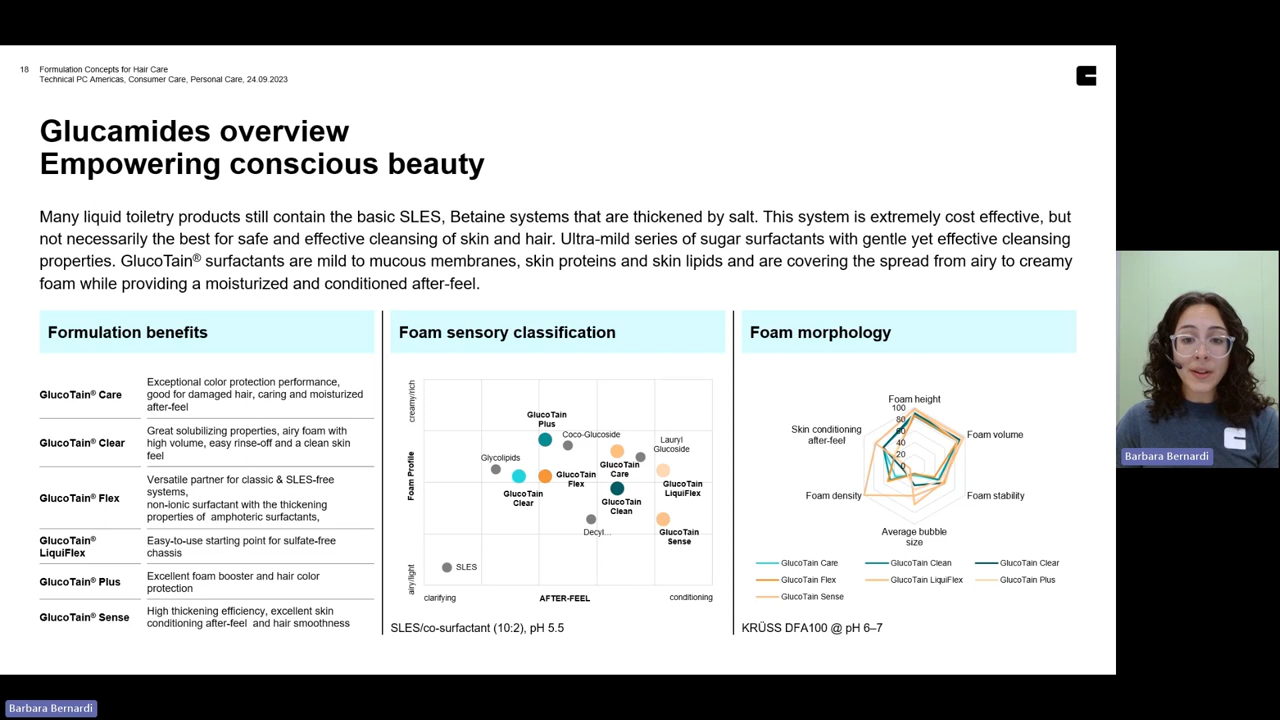 18 Formulation Concepts for Hair Care
Technical PC Americas, Consumer Care, Personal Care, 24.09.2023
Glucamides overview
Empowering conscious beauty
Many liquid toiletry products still contain the basic SLES, Betaine systems that are thickened by salt. This system is extremely cost effective, but
not necessarily the best for safe and effective cleansing of skin and hair. Ultra-mild series of sugar surfactants with gentle yet effective cleansing
properties. GlucoTain® surfactants are mild to mucous membranes, skin proteins and skin lipids and are covering the spread from airy to creamy
foam while providing a moisturized and conditioned after-feel.
Formulation benefits
GlucoTain® Care
Exceptional color protection performance,
good for damaged hair, caring and moisturized
after-feel
GlucoTain® Clear
Great solubilizing properties, airy foam with
high volume, easy rinse-off and a clean skin
feel
GlucoTain® Flex
Versatile partner for classic & SLES-free
systems,
non-ionic surfactant with the thickening
properties of amphoteric surfactants,
GlucoTain®
LiquiFlex
Easy-to-use starting point for sulfate-free
chassis
GlucoTain® Plus
Excellent foam booster and hair color
protection
GlucoTain® Sense
High thickening efficiency, excellent skin
conditioning after-feel and hair smoothness
Foam sensory classification
creamy/rich
Foam Profile
airy/light
GlucoTain
Plus
Coco-Glucoside
Lauryl
Glucoside
Glycolipids
GlucoTain
Care
GlucoTain
Flex
GlucoTain
LiquiFlex
GlucoTain
Clear
GlucoTain
Clean
Decyl...
GlucoTain
Sense
SLES
clarifying
AFTER-FEEL
conditioning
SLES/co-surfactant (10:2), pH 5.5
Foam morphology
Foam height
100
80
60
40
20
0
Skin conditioning
after-feel
Foam volume
Foam density
Foam stability
Average bubble
size
GlucoTain Care
GlucoTain Clean
GlucoTain Clear
GlucoTain Flex
GlucoTain LiquiFlex
GlucoTain Plus
GlucoTain Sense
KRÜSS DFA100 @ pH 6–7
Barbara Bernardi
Barbara Bernardi